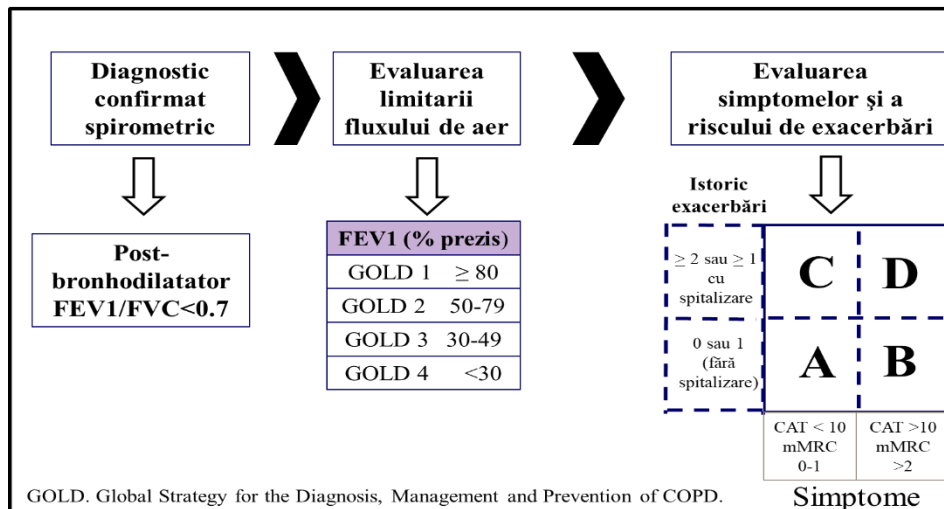 Diagnostic
confirmat
spirometric
Evaluarea
limitarii
fluxului de aer
Evaluarea
simptomelor şi a
riscului de exacerbări
Post-
bronhodilatator
FEV1/FVC<0.7
FEV1 (% prezis)
GOLD 1 ≥ 80
GOLD 2 50-79
GOLD 3 30-49
GOLD 4 <30
Istoric
exacerbări
≥ 2 sau ≥ 1
cu
spitalizare
C D
0 sau 1
(fără
spitalizare)
A B
CAT < 10
mMRC
0-1
CAT >10
mMRC
>2
Simptome
GOLD. Global Strategy for the Diagnosis, Management and Prevention of COPD.